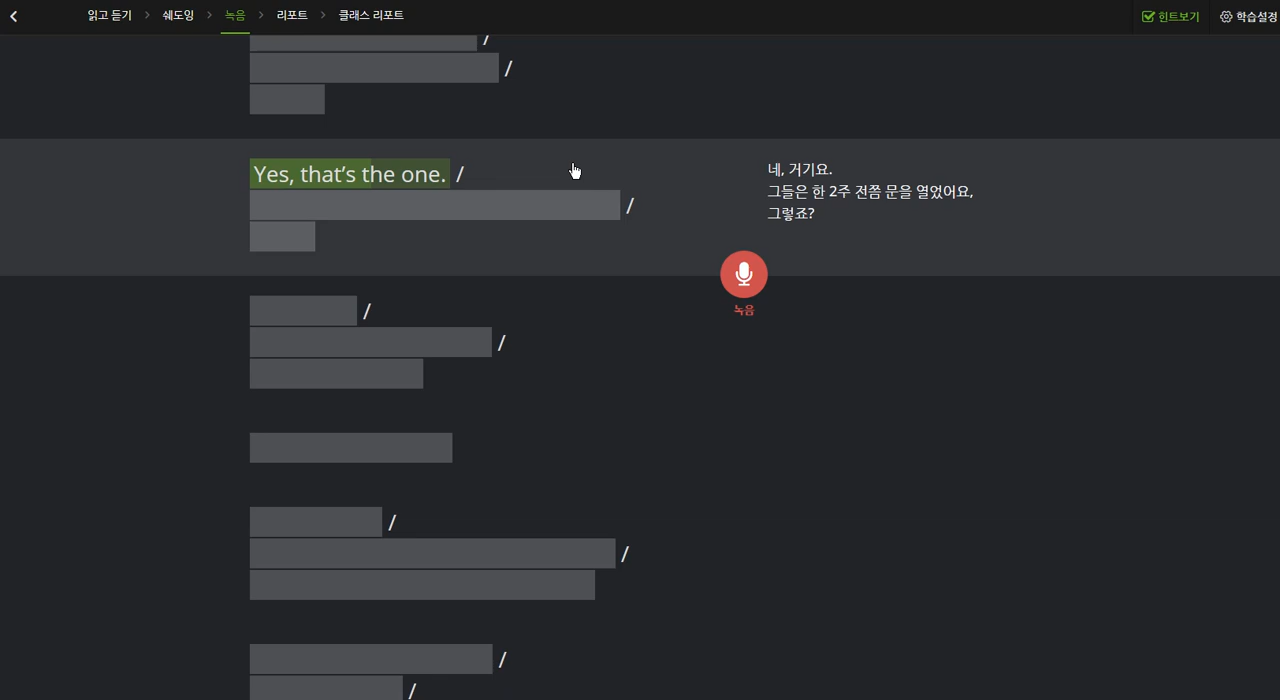 읽고 듣기 > 쉐도잉 > 녹음 > 리포트 > 클래스 리포트
힌트보기 학습설정
/
/
Yes, that's the one. /
/
네, 거기요.
그들은 한 2주 전쯤 문을 열었어요,
그렇죠?
녹음
/
/
/
/
/
/